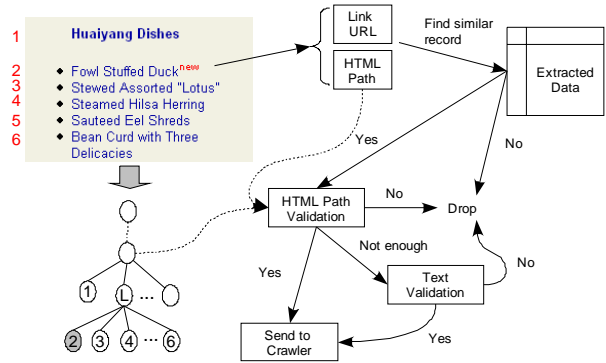 1
Huaiyang Dishes
2
Fowl Stuffed Duck new
3
Stewed Assorted "Lotus"
4
Steamed Hilsa Herring
5
Sauteed Eel Shreds
6
Bean Curd with Three
Delicacies
Link
URL
HTML
Path
Find similar
record
Extracted
Data
Yes
No
HTML Path
Validation
No
Drop
Not enough
Yes
Text
Validation
No
Yes
Send to
Crawler
1
L
...
2
3
4
...
6